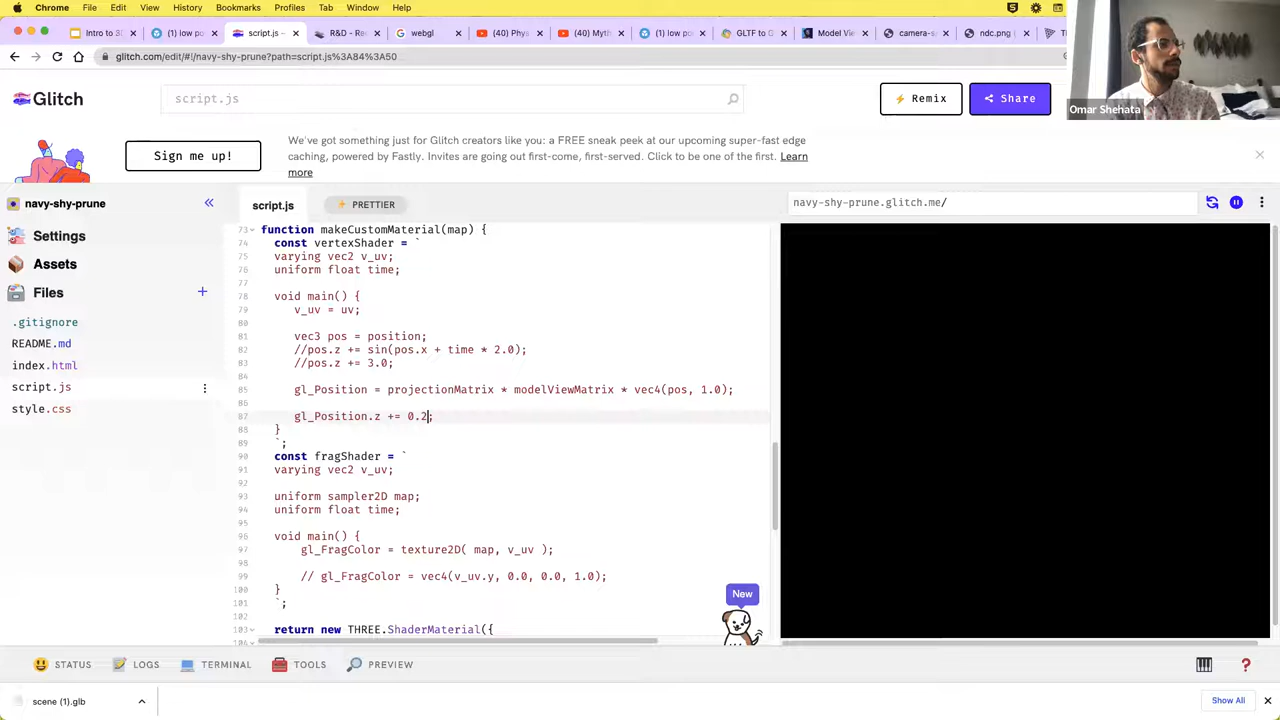 Chrome File Edit View History Bookmarks Profiles Tab Window Help
Intro to 3D
(1) low po
script.js –
R&D - Re
webgl
(40) Phys
(40) Myth
(1) low po
GLTF to G
Model Vie
camera-s
ndc.png (
glitch.com/edit/#!/navy-shy-prune?path=script.js%3A84%3A50
Omar Shehata
Glitch
script.js
Remix
Share
Sign me up!
We've got something just for Glitch creators like you: a FREE sneak peek at our upcoming super-fast edge
caching, powered by Fastly. Invites are going out first-come, first-served. Click to be one of the first. Learn
more
navy-shy-prune
Settings
Assets
Files
.gitignore
README.md
index.html
script.js
style.css
script.js
PRETTIER
navy-shy-prune.glitch.me/
73 function makeCustomMaterial(map) {
74 const vertexShader = `
75 varying vec2 v_uv;
76 uniform float time;
77
78 void main() {
79 v_uv = uv;
80
81 vec3 pos = position;
82 //pos.z += sin(pos.x + time * 2.0);
83 //pos.z += 3.0;
84
85 gl_Position = projectionMatrix * modelViewMatrix * vec4(pos, 1.0);
86
87 gl_Position.z += 0.2;
88 }
89 `;
90 const fragShader = `
91 varying vec2 v_uv;
92
93 uniform sampler2D map;
94 uniform float time;
95
96 void main() {
97 gl_FragColor = texture2D( map, v_uv );
98
99 // gl_FragColor = vec4(v_uv.y, 0.0, 0.0, 1.0);
100 }
101 `;
102
103 return new THREE.ShaderMaterial({
104
New
STATUS
LOGS
TERMINAL
TOOLS
PREVIEW
?
scene (1).glb
Show All